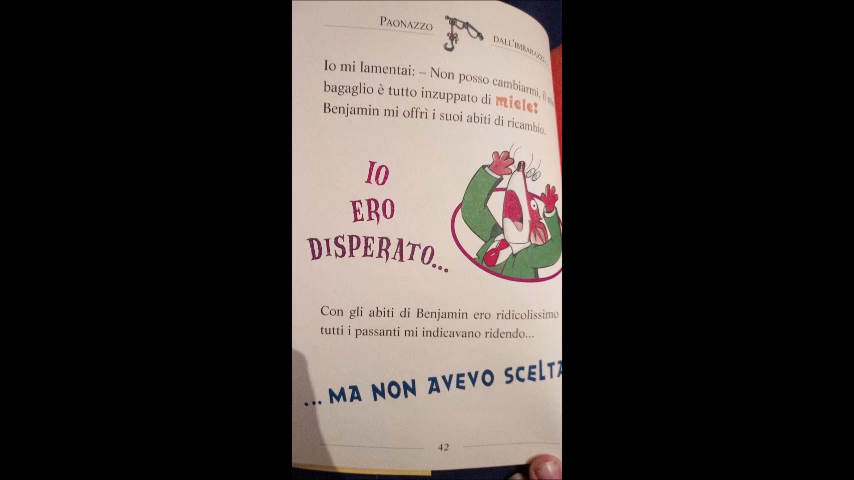 PAONAZZO DALL'IMBARAZZO...
Io mi lamentai: – Non posso cambiarmi, il
bagaglio è tutto inzuppato di miele!
Benjamin mi offrì i suoi abiti di ricambio.
IO
ERO
DISPERATO...
Con gli abiti di Benjamin ero ridicolissimo
tutti i passanti mi indicavano ridendo...
...MA NON AVEVO SCELTA
42